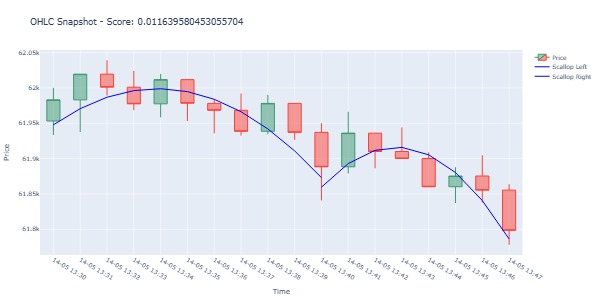 OHLC Snapshot - Score: 0.011639580453055704
62.05k
62k
61.95k
61.9k
61.85k
61.8k
Price
Price
Scallop Left
Scallop Right
14-05 13:30
14-05 13:31
14-05 13:32
14-05 13:33
14-05 13:34
14-05 13:35
14-05 13:36
14-05 13:37
14-05 13:38
14-05 13:39
14-05 13:40
14-05 13:41
14-05 13:42
14-05 13:43
14-05 13:44
14-05 13:45
14-05 13:46
14-05 13:47
Time